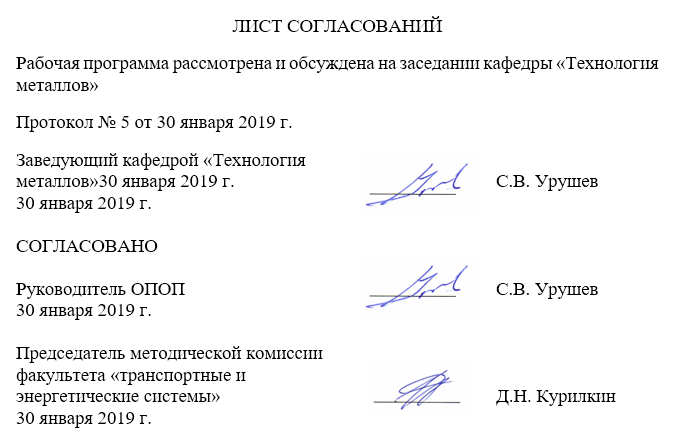 ЛИСТ СОГЛАСОВАНИЙ
Рабочая программа рассмотрена и обсуждена на заседании кафедры «Технология
металлов»
Протокол № 5 от 30 января 2019 г.
Заведующий кафедрой «Технология
металлов»30 января 2019 г.
30 января 2019 г.
С.В. Урушев
СОГЛАСОВАНО
Руководитель ОПОП
30 января 2019 г.
С.В. Урушев
Председатель методической комиссии
факультета «транспортные и
энергетические системы»
30 января 2019 г.
Д.Н. Курилкин